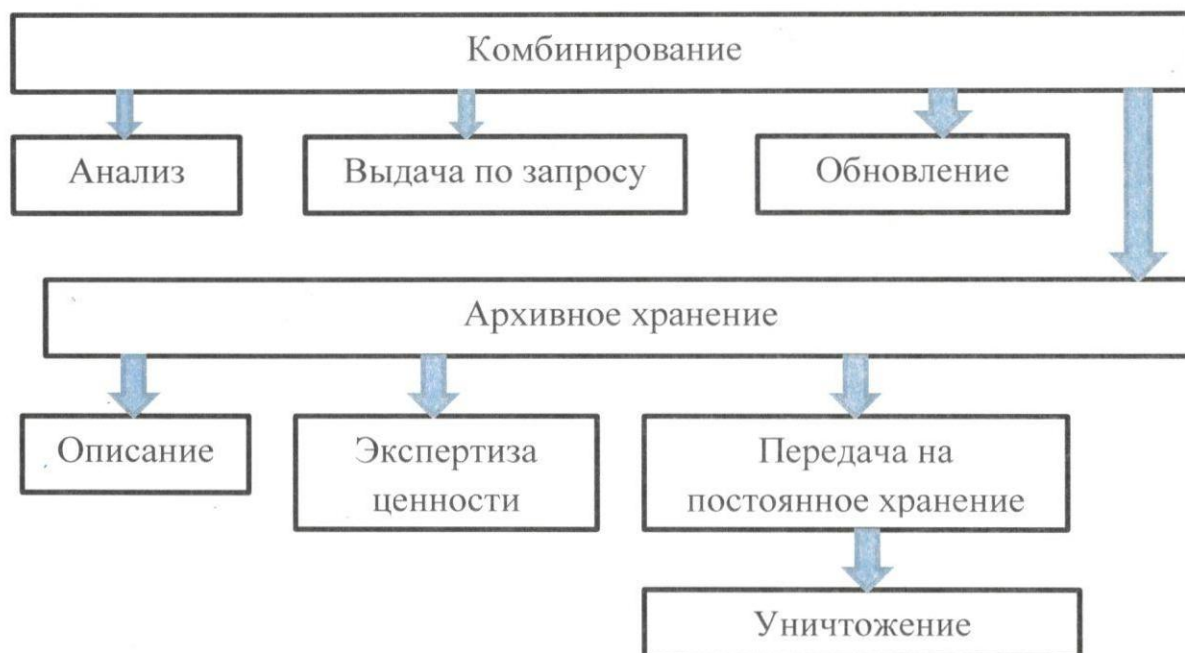 Комбинирование
Анализ
Выдача по запросу
Обновление
Архивное хранение
Описание
Экспертиза
ценности
Передача на
постоянное хранение
Уничтожение